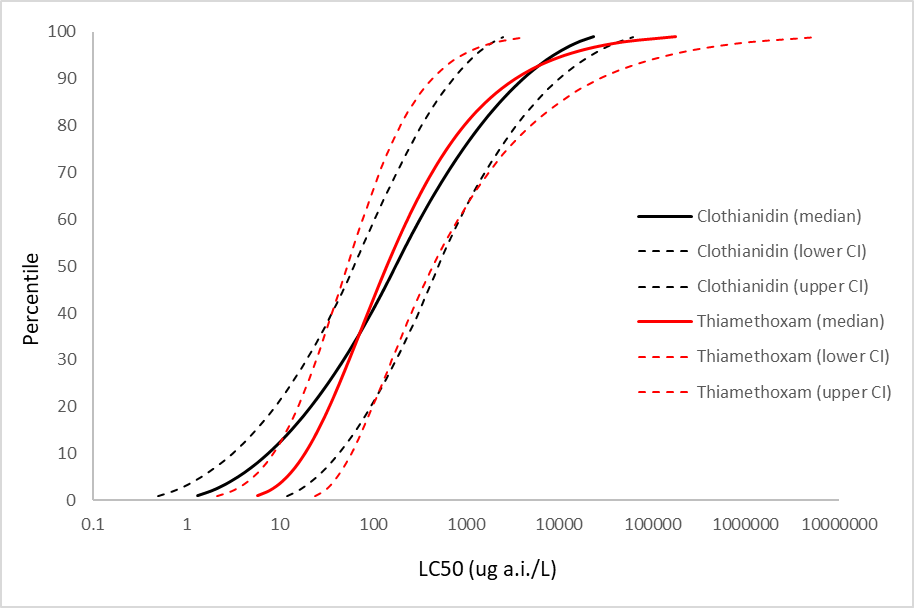 100
90
80
70
60
50
40
30
20
10
0
Percentile
0.1 1 10 100 1000 10000 100000 1000000 10000000
LC50 (ug a.i./L)
Clothianidin (median)
Clothianidin (lower CI)
Clothianidin (upper CI)
Thiamethoxam (median)
Thiamethoxam (lower CI)
Thiamethoxam (upper CI)